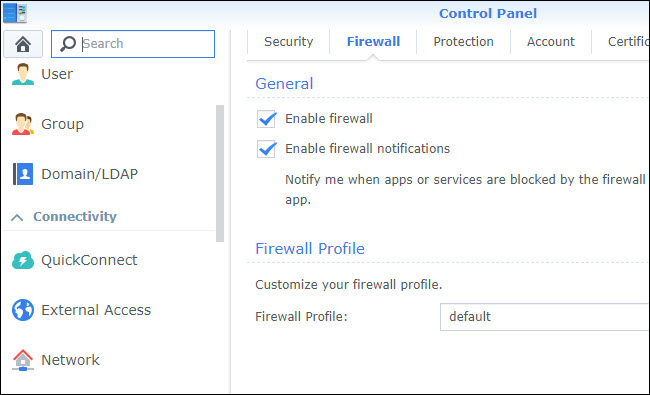 Control Panel
Search
User
Group
Domain/LDAP
Connectivity
QuickConnect
External Access
Network
Security Firewall Protection Account
General
Enable firewall
Enable firewall notifications
Notify me when apps or services are blocked by the firewall
app.
Firewall Profile
Customize your firewall profile.
Firewall Profile: default